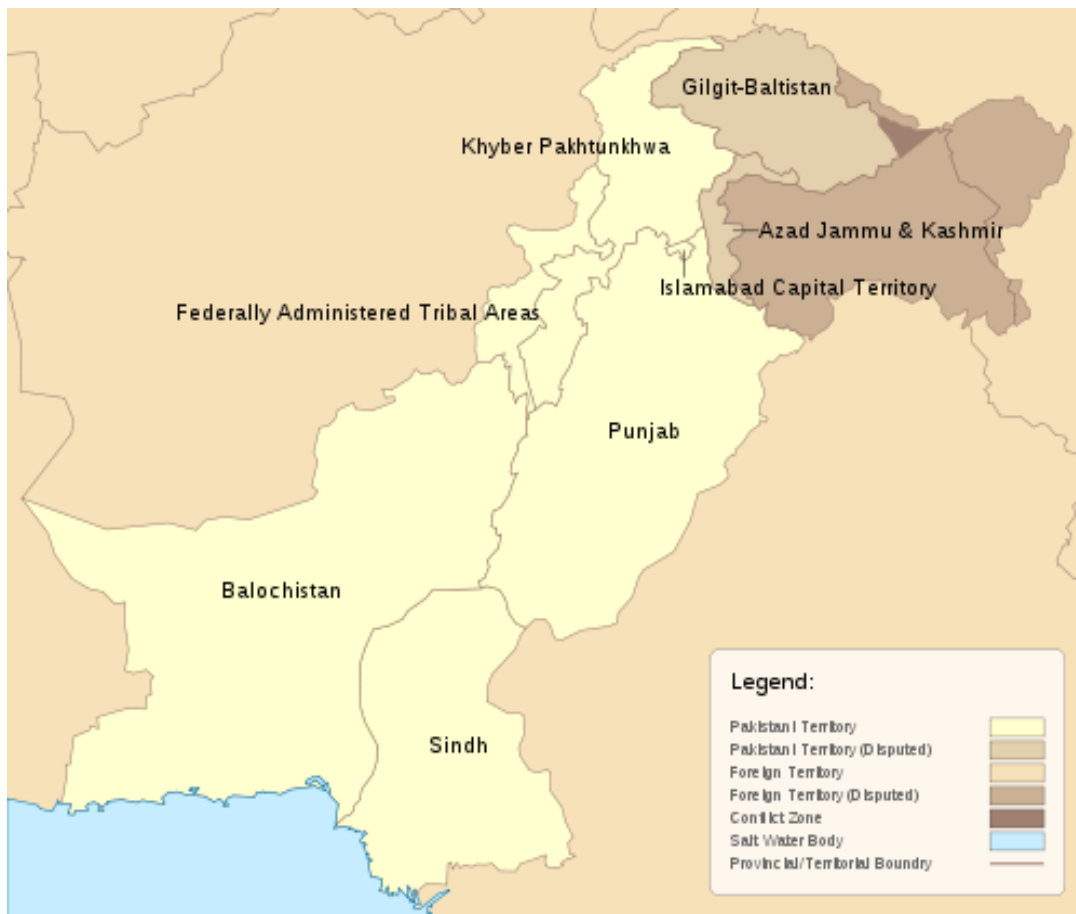 Gilgit-Baltistan
Khyber Pakhtunkhwa
Azad Jammu & Kashmir
Islamabad Capital Territory
Federally Administered Tribal Areas
Punjab
Balochistan
Sindh
Legend:
Pakistani Territory
Pakistani Territory (Disputed)
Foreign Territory
Foreign Territory (Disputed)
Conflict Zone
Salt Water Body
Provincial/Territorial Boundry